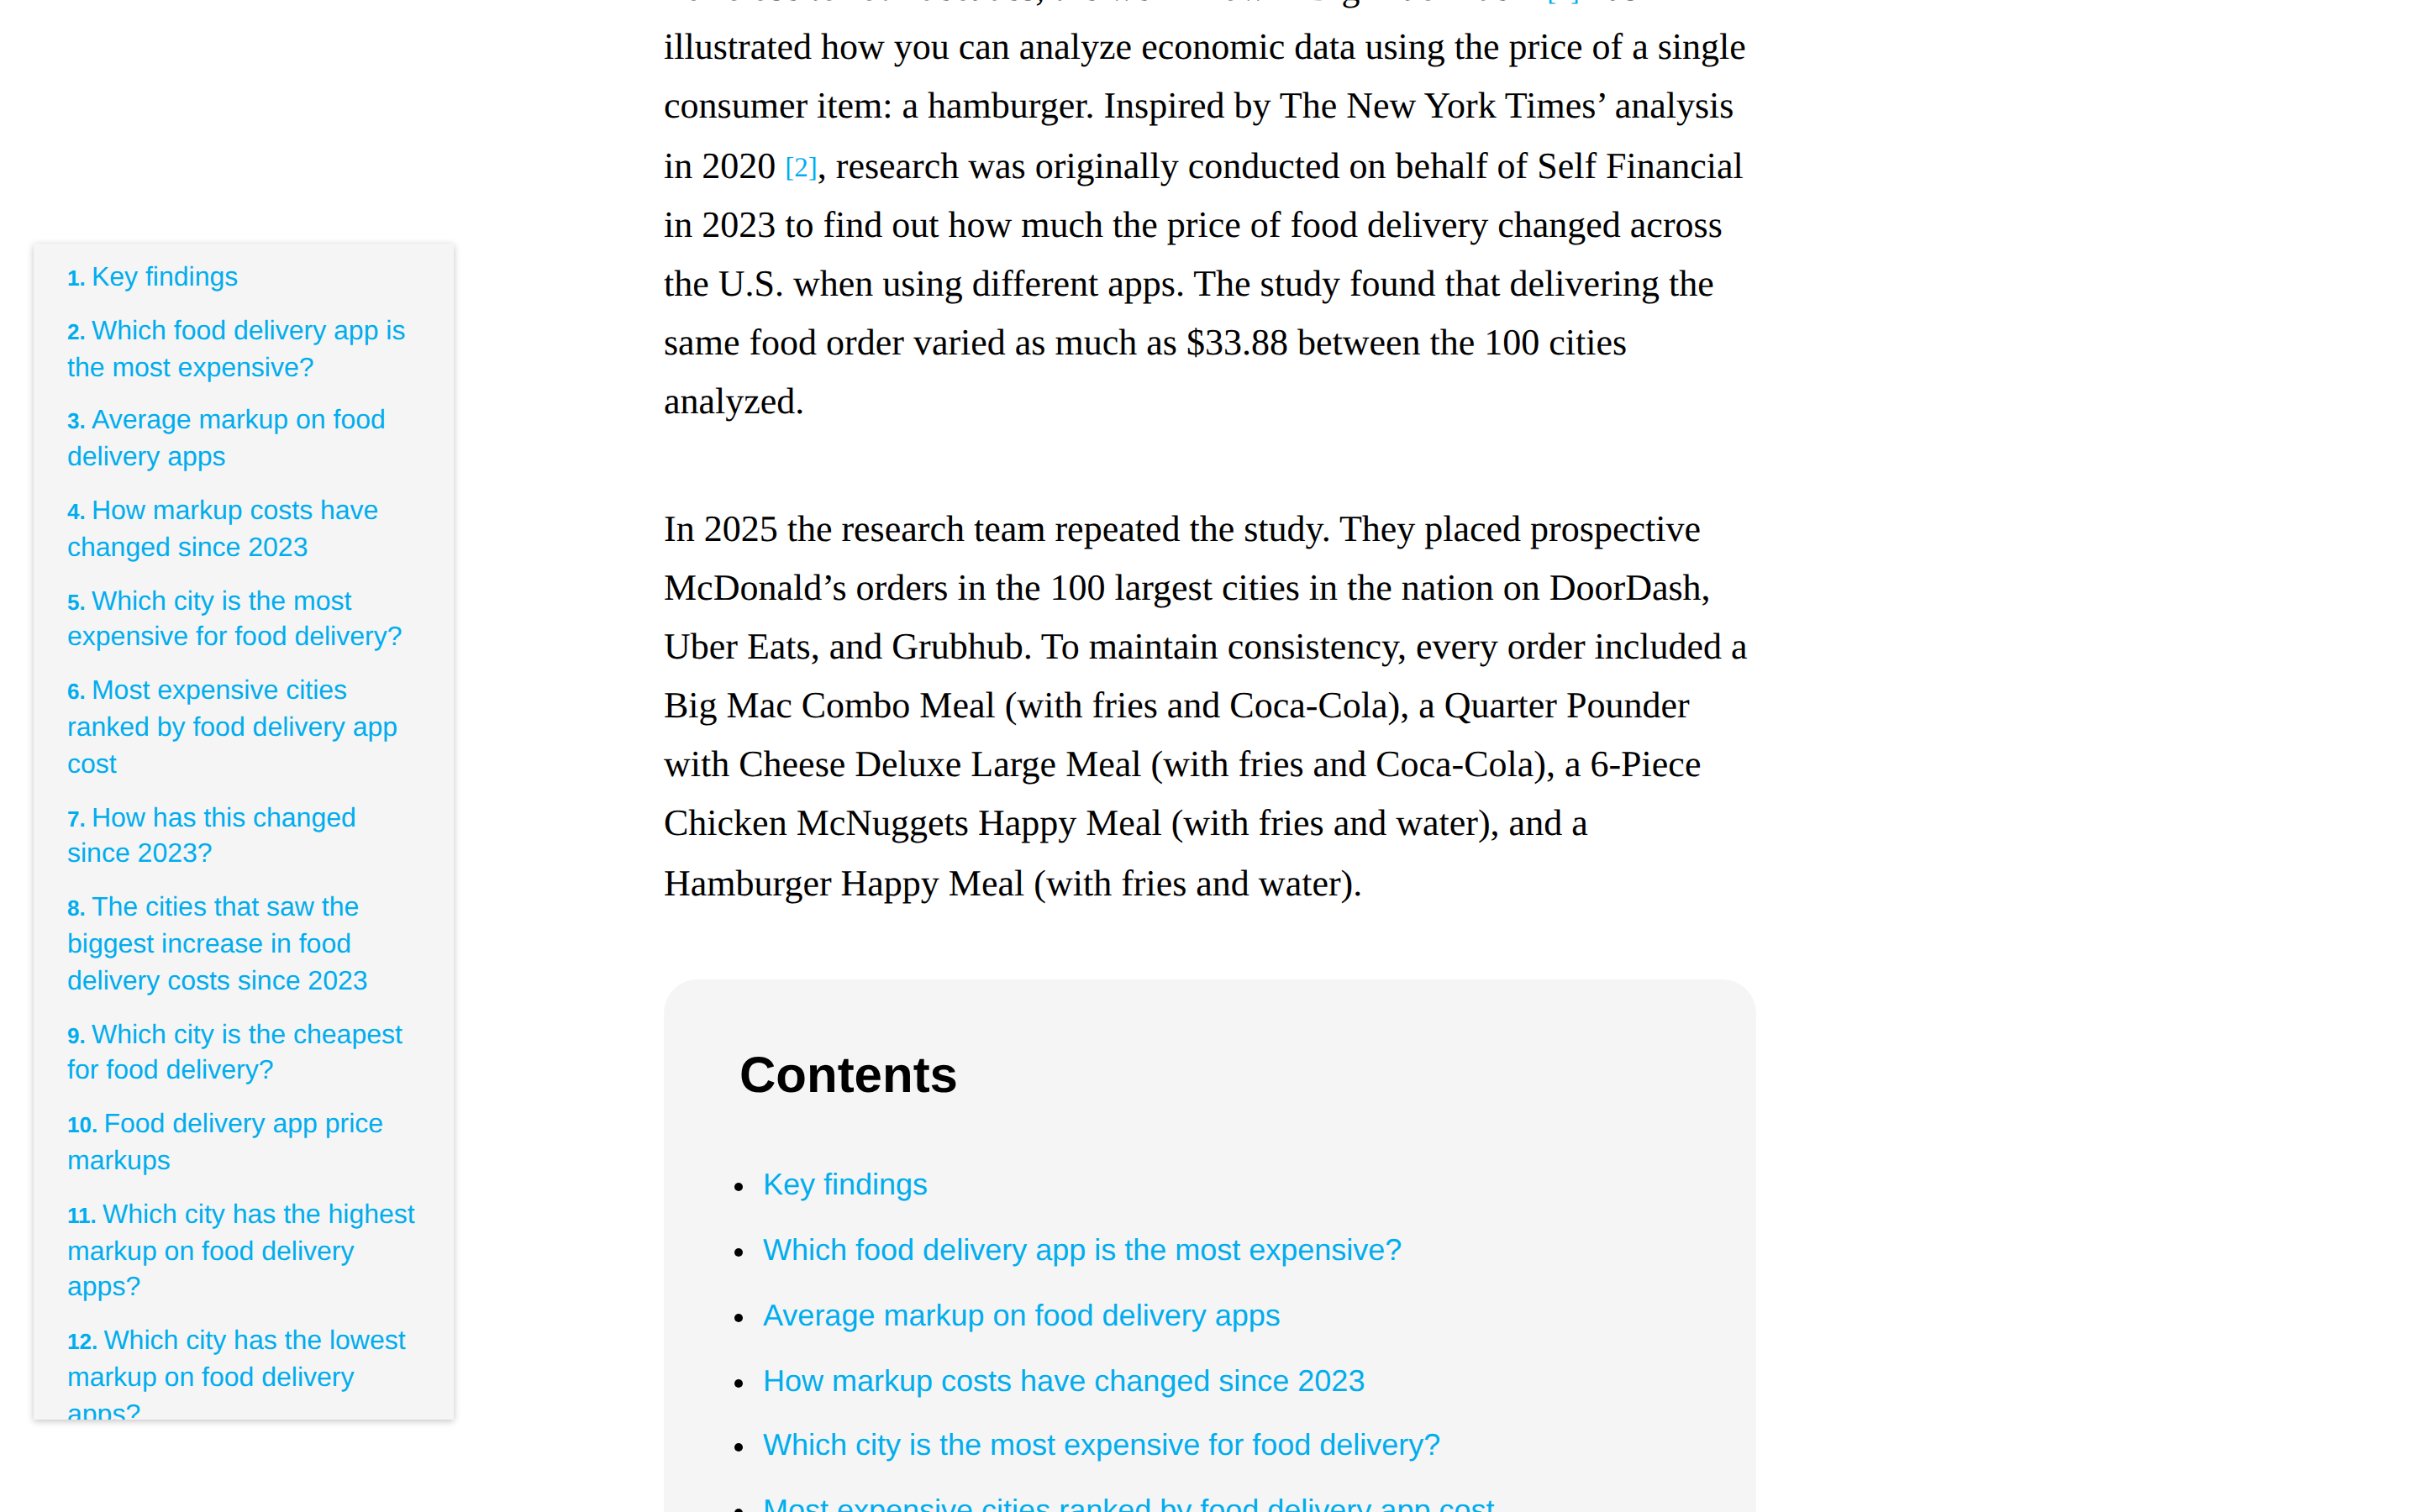 illustrated how you can analyze economic data using the price of a single
consumer item: a hamburger. Inspired by The New York Times’ analysis
in 2020 [2], research was originally conducted on behalf of Self Financial
in 2023 to find out how much the price of food delivery changed across
the U.S. when using different apps. The study found that delivering the
same food order varied as much as $33.88 between the 100 cities
analyzed.
In 2025 the research team repeated the study. They placed prospective
McDonald’s orders in the 100 largest cities in the nation on DoorDash,
Uber Eats, and Grubhub. To maintain consistency, every order included a
Big Mac Combo Meal (with fries and Coca-Cola), a Quarter Pounder
with Cheese Deluxe Large Meal (with fries and Coca-Cola), a 6-Piece
Chicken McNuggets Happy Meal (with fries and water), and a
Hamburger Happy Meal (with fries and water).
1. Key findings
2. Which food delivery app is
the most expensive?
3. Average markup on food
delivery apps
4. How markup costs have
changed since 2023
5. Which city is the most
expensive for food delivery?
6. Most expensive cities
ranked by food delivery app
cost
7. How has this changed
since 2023?
8. The cities that saw the
biggest increase in food
delivery costs since 2023
9. Which city is the cheapest
for food delivery?
10. Food delivery app price
markups
11. Which city has the highest
markup on food delivery
apps?
12. Which city has the lowest
markup on food delivery
apps?
Contents
• Key findings
• Which food delivery app is the most expensive?
• Average markup on food delivery apps
• How markup costs have changed since 2023
• Which city is the most expensive for food delivery?
• Most expensive cities ranked by food delivery app cost